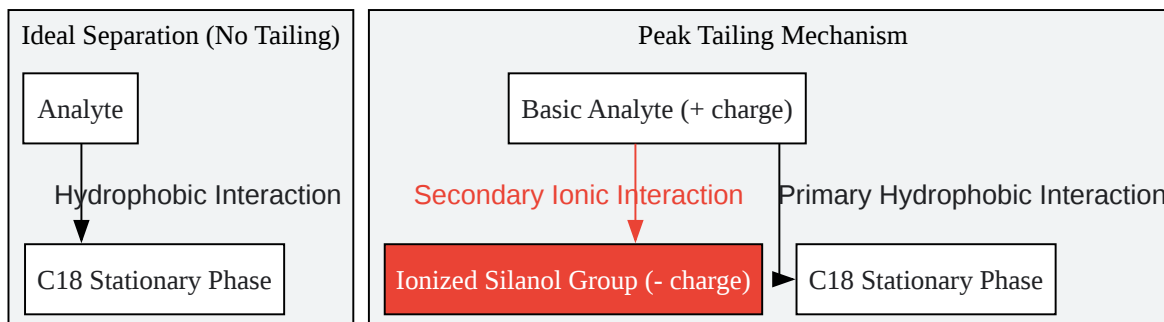 Ideal Separation (No Tailing)
Analyte
Hydrophobic Interaction
C18 Stationary Phase
Peak Tailing Mechanism
Basic Analyte (+ charge)
Secondary Ionic Interaction
Primary Hydrophobic Interaction
Ionized Silanol Group (- charge)
C18 Stationary Phase